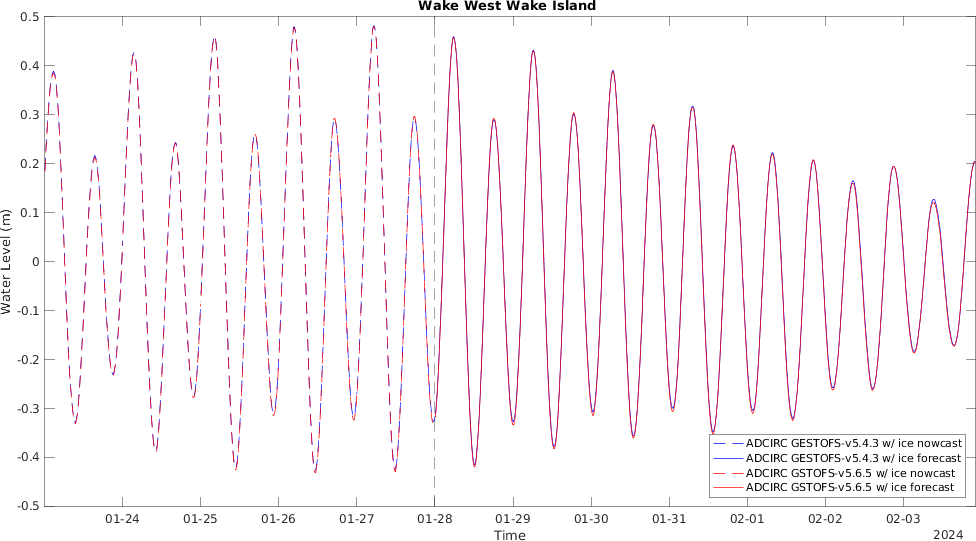 Wake West Wake Island
0.5
0.4
0.3
0.2
0.1
0
-0.1
-0.2
-0.3
-0.4
-0.5
Water Level (m)
01-24 01-25 01-26 01-27 01-28 01-29 01-30 01-31 02-01 02-02 02-03
Time
2024
ADCIRC GESTOFS-v5.4.3 w/ ice nowcast
ADCIRC GESTOFS-v5.4.3 w/ ice forecast
ADCIRC GSTOFS-v5.6.5 w/ ice nowcast
ADCIRC GSTOFS-v5.6.5 w/ ice forecast